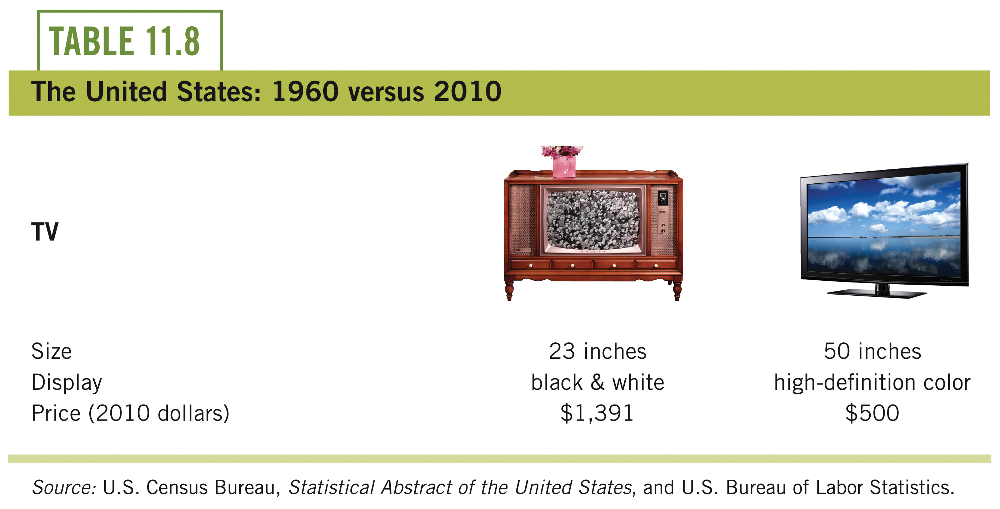 TABLE 11.8
The United States: 1960 versus 2010
TV
Size 23 inches 50 inches
Display black & white high-definition color
Price (2010 dollars) $1,391 $500
Source: U.S. Census Bureau, Statistical Abstract of the United States, and U.S. Bureau of Labor Statistics.